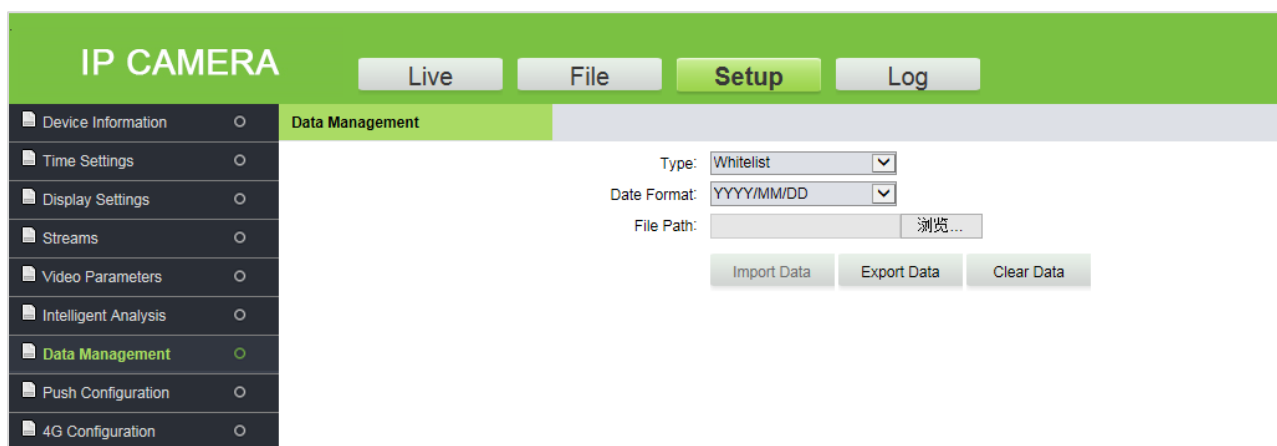 IP CAMERA
Live
File
Setup
Log
Device Information
Time Settings
Display Settings
Streams
Video Parameters
Intelligent Analysis
Data Management
Push Configuration
4G Configuration
Data Management
Type: Whitelist
Date Format: YYYY/MM/DD
File Path: 浏览...
Import Data Export Data Clear Data